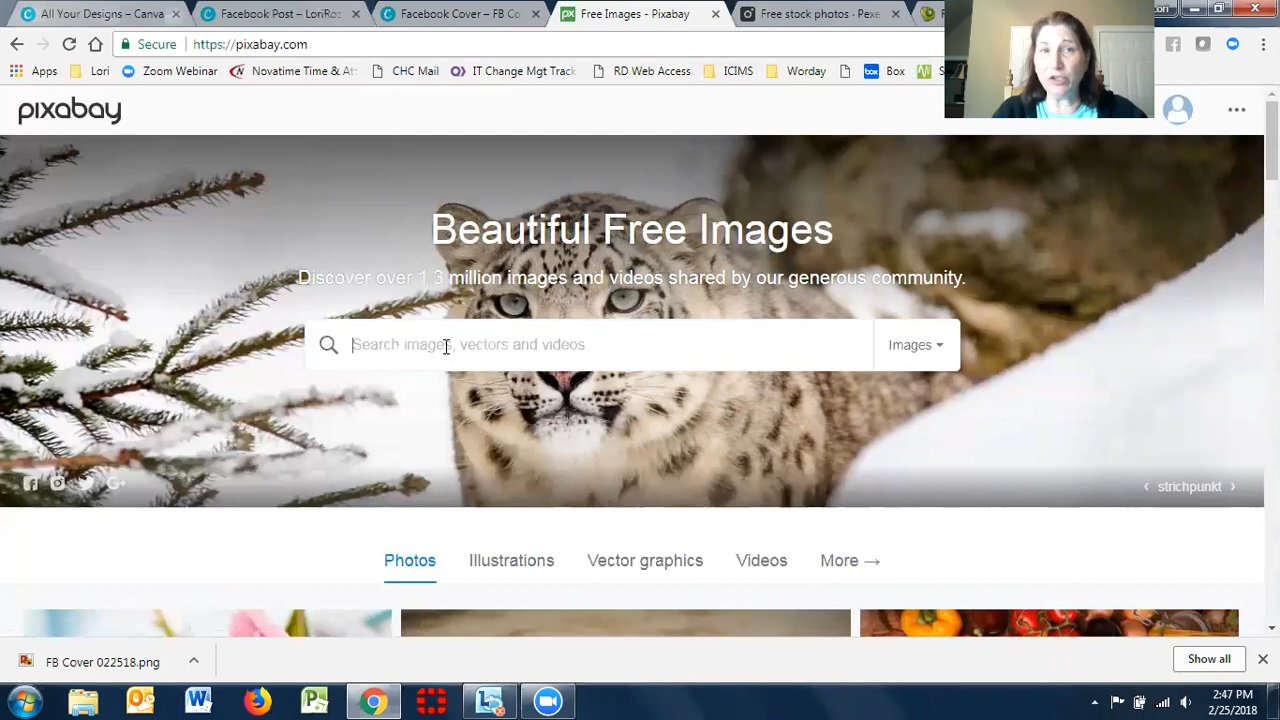 All Your Designs – Canva
Facebook Post – LoriRos
Facebook Cover – FB Co
Free Images - Pixabay
Free stock photos · Pexe
ori
Secure
https://pixabay.com
Apps
Lori
Zoom Webinar
Novatime Time & At
CHC Mail
IT Change Mgt Track
RD Web Access
ICIMS
Worday
box
Box
S
pixabay
Beautiful Free Images
Discover over 1.3 million images and videos shared by our generous community.
Search images, vectors and videos
Images
‹ strichpunkt ›
Photos
Illustrations
Vector graphics
Videos
More →
FB Cover 022518.png
Show all
2:47 PM
2/25/2018